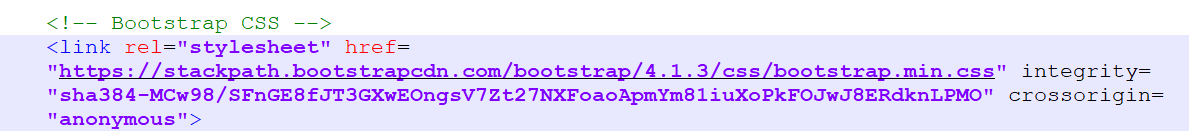 <!-- Bootstrap CSS -->
<link rel="stylesheet" href=
"https://stackpath.bootstrapcdn.com/bootstrap/4.1.3/css/bootstrap.min.css" integrity=
"sha384-MCw98/SFnGE8fJT3GXwEOngsV7Zt27NXFoaoApmYm81iuXoPkFOJwJ8ERdknLPMO" crossorigin=
"anonymous">